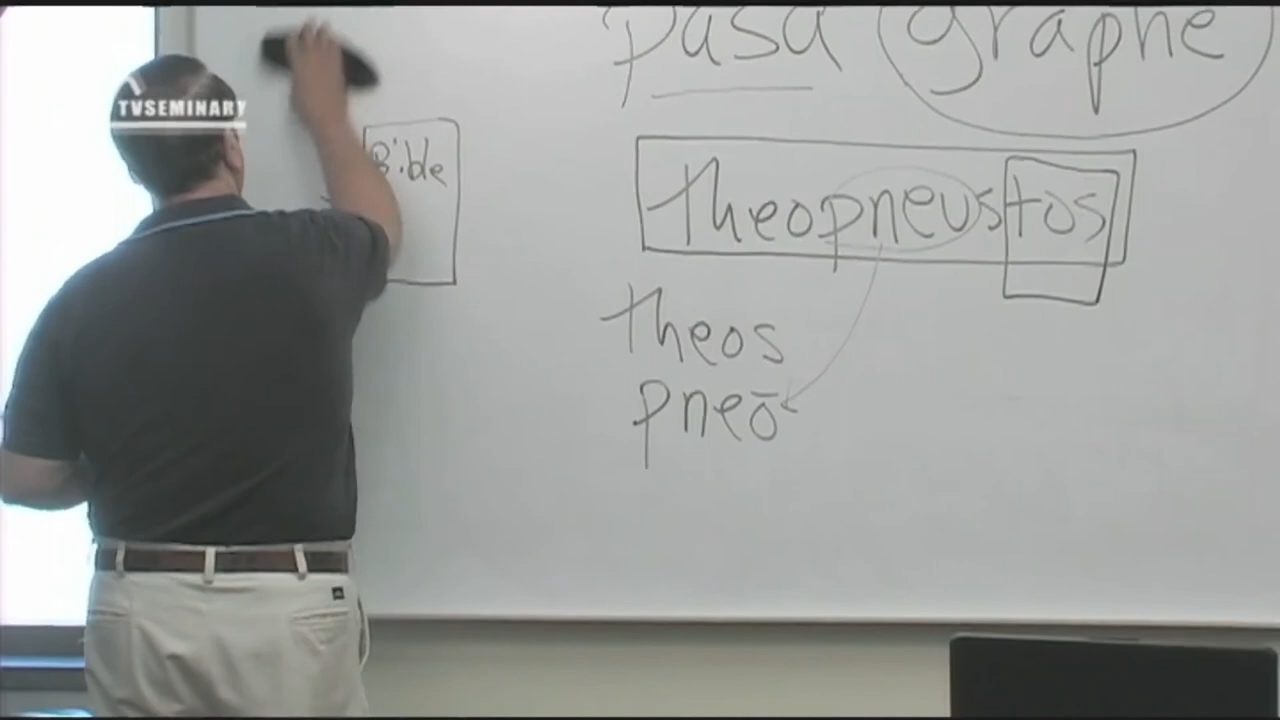 pasa graphe
TVSEMINARY
Bible
theopneustos
theos
pneō